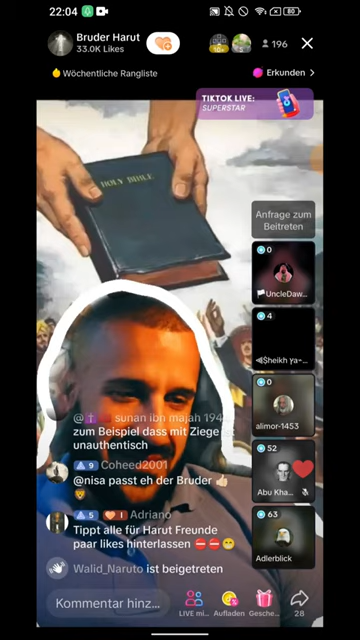 22:04
80
Bruder Harut
33.0K Likes
10+
196
Wöchentliche Rangliste
Erkunden >
TIKTOK LIVE:
SUPERSTAR
HOLY BIBLE
Anfrage zum
Beitreten
0
UncleDaw...
4
0
alimor-1453
52
Abu Kha...
63
Adlerblick
sunan ibn majah
zum Beispiel dass mit Ziege
unauthentisch
9 Coheed2001
@nisa passt eh der Bruder
5 I Adriano
Tippt alle für Harut Freunde
paar likes hinterlassen
Walid_Naruto ist beigetreten
Kommentar hinz...
LIVE mi...
Aufladen
Gesche...
28